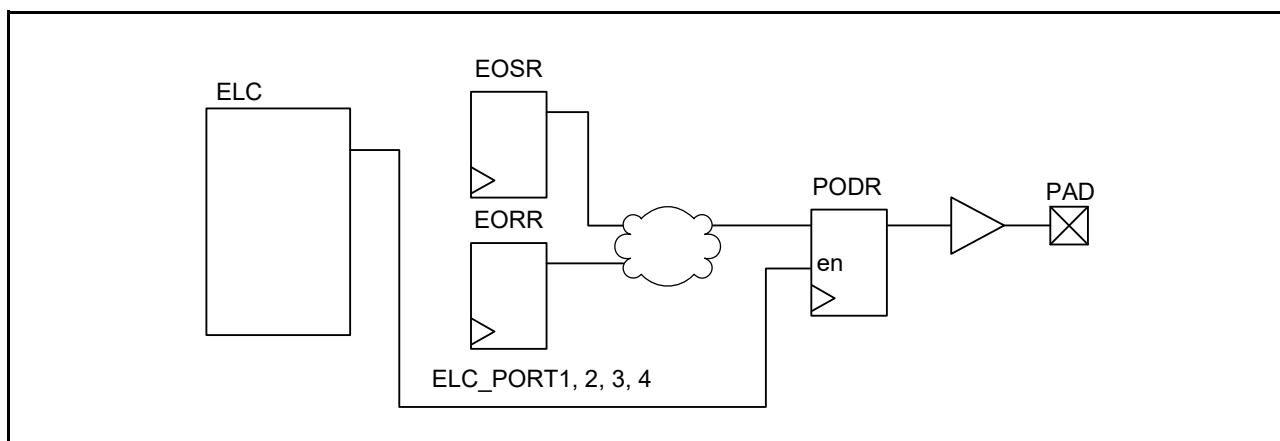 EOSR
ELC
EORR
PODR
PAD
en
ELC_PORT1, 2, 3, 4